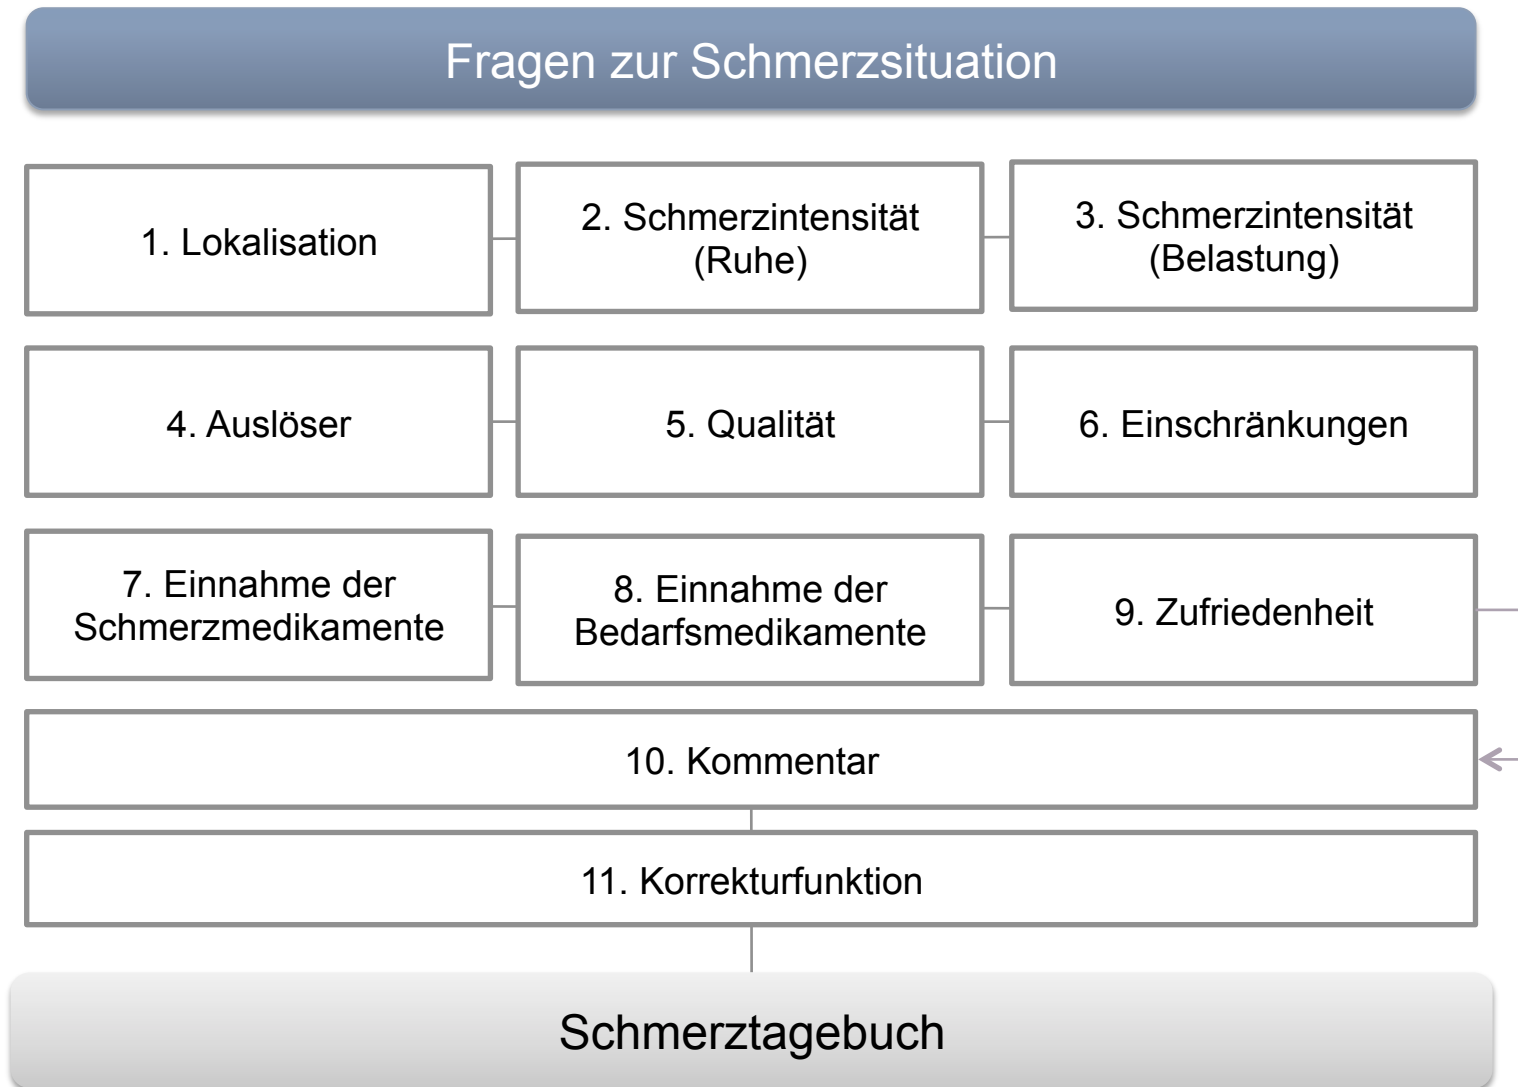 Fragen zur Schmerzsituation
1. Lokalisation
2. Schmerzintensität
(Ruhe)
3. Schmerzintensität
(Belastung)
4. Auslöser
5. Qualität
6. Einschränkungen
7. Einnahme der
Schmerzmedikamente
8. Einnahme der
Bedarfsmedikamente
9. Zufriedenheit
10. Kommentar
11. Korrekturfunktion
Schmerztagebuch